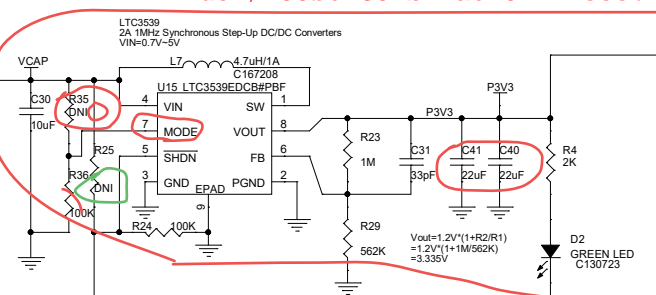 LTC3539
2A 1MHz Synchronous Step-Up DC/DC Converters
VIN=0.7V~5V
VCAP
L7
4.7uH/1A
C167208
U15 LTC3539EDCB#PBF
P3V3
C30
10uF
R35
DNI
4
VIN
SW
1
7
MODE
VOUT
8
P3V3
5
SHDN
FB
6
3
GND
EPAD
PGND
2
9
R25
DNI
R36
100K
R24
100K
R23
1M
C31
33pF
C41
22uF
C40
22uF
R4
2K
R29
562K
Vout=1.2V*(1+R2/R1)
=1.2V*(1+1M/562K)
=3.335V
D2
GREEN LED
C130723